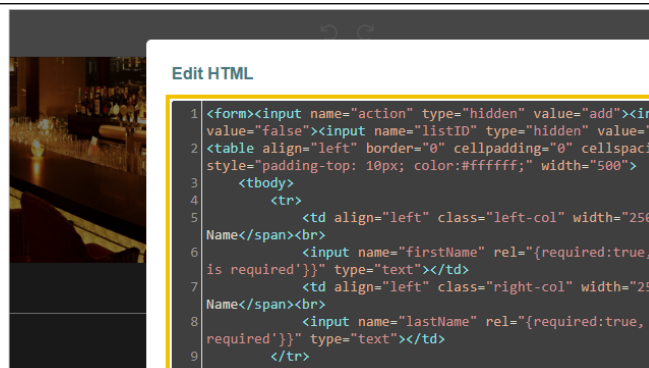 Edit HTML
1 <form><input name="action" type="hidden" value="add"><in
value="false"><input name="listID" type="hidden" value="
2 <table align="left" border="0" cellpadding="0" cellspaci
style="padding-top: 10px; color:#ffffff;" width="500">
3 <tbody>
4 <tr>
5 <td align="left" class="left-col" width="250
Name</span><br>
6 <input name="firstName" rel="{required:true,
is required'}}" type="text"></td>
7 <td align="left" class="right-col" width="25
Name</span><br>
8 <input name="lastName" rel="{required:true,
required'}}" type="text"></td>
9 </tr>